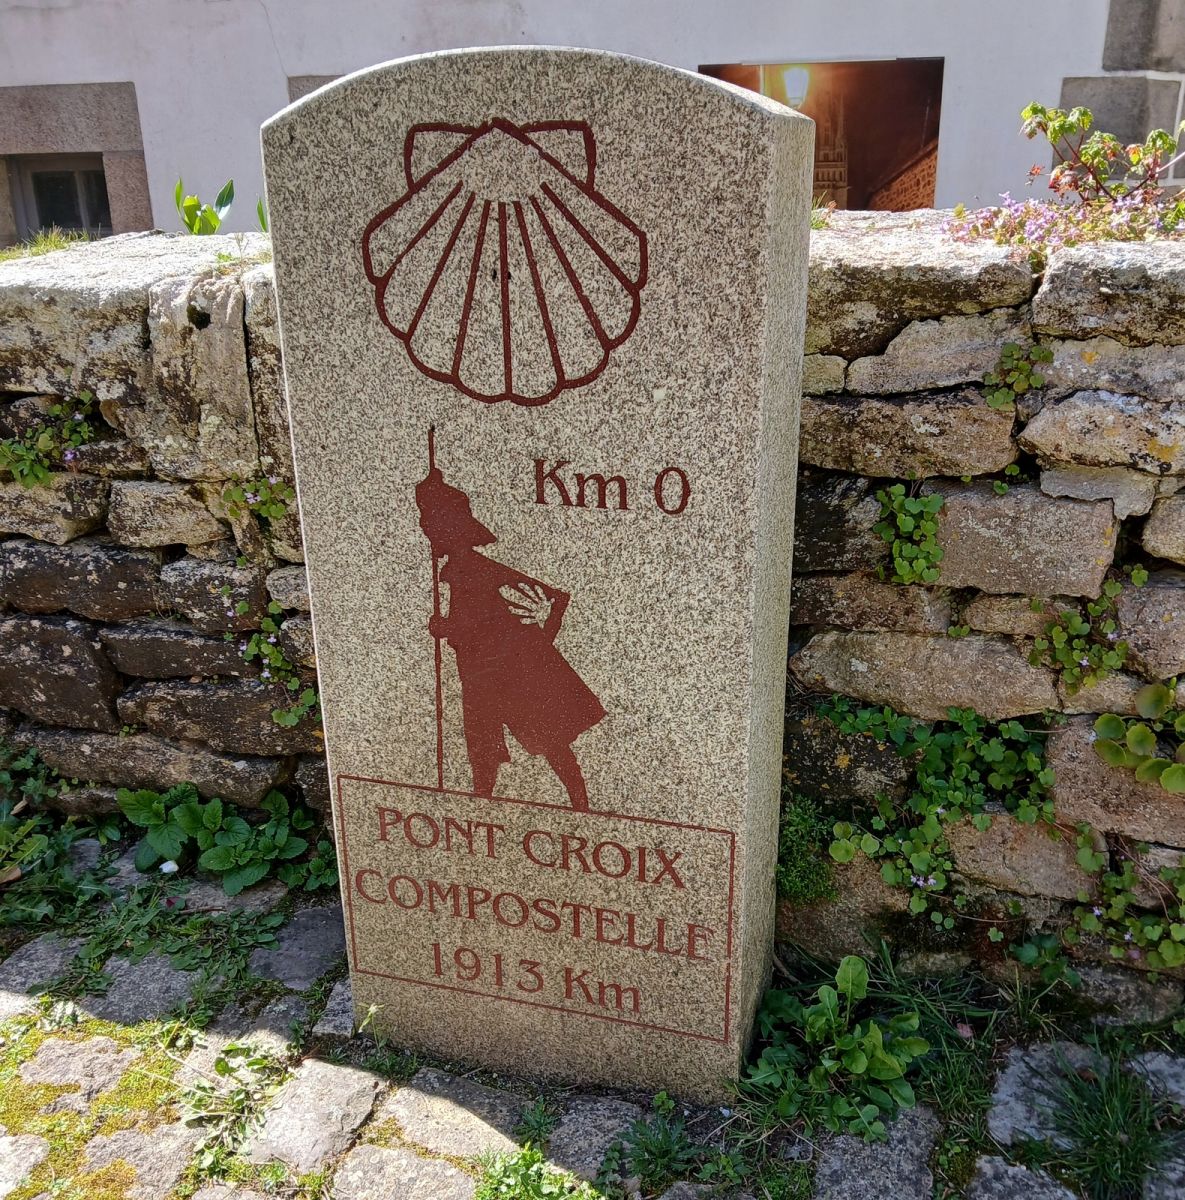 Km 0
PONT CROIX
COMPOSTELLE
1913 Km